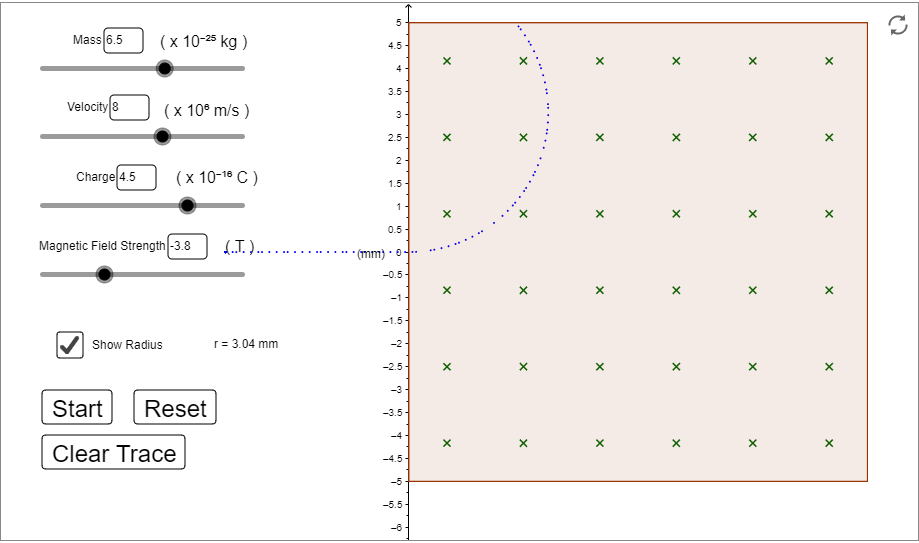 Mass 6.5 ( x 10⁻²⁵ kg )
Velocity 8 ( x 10⁶ m/s )
Charge 4.5 ( x 10⁻¹⁶ C )
Magnetic Field Strength -3.8 ( T )
Show Radius r = 3.04 mm
Start Reset
Clear Trace
5
4.5
4
3.5
3
2.5
2
1.5
1
0.5
(mm) 0
−0.5
−1
−1.5
−2
−2.5
−3
−3.5
−4
−4.5
−5
−5.5
−6